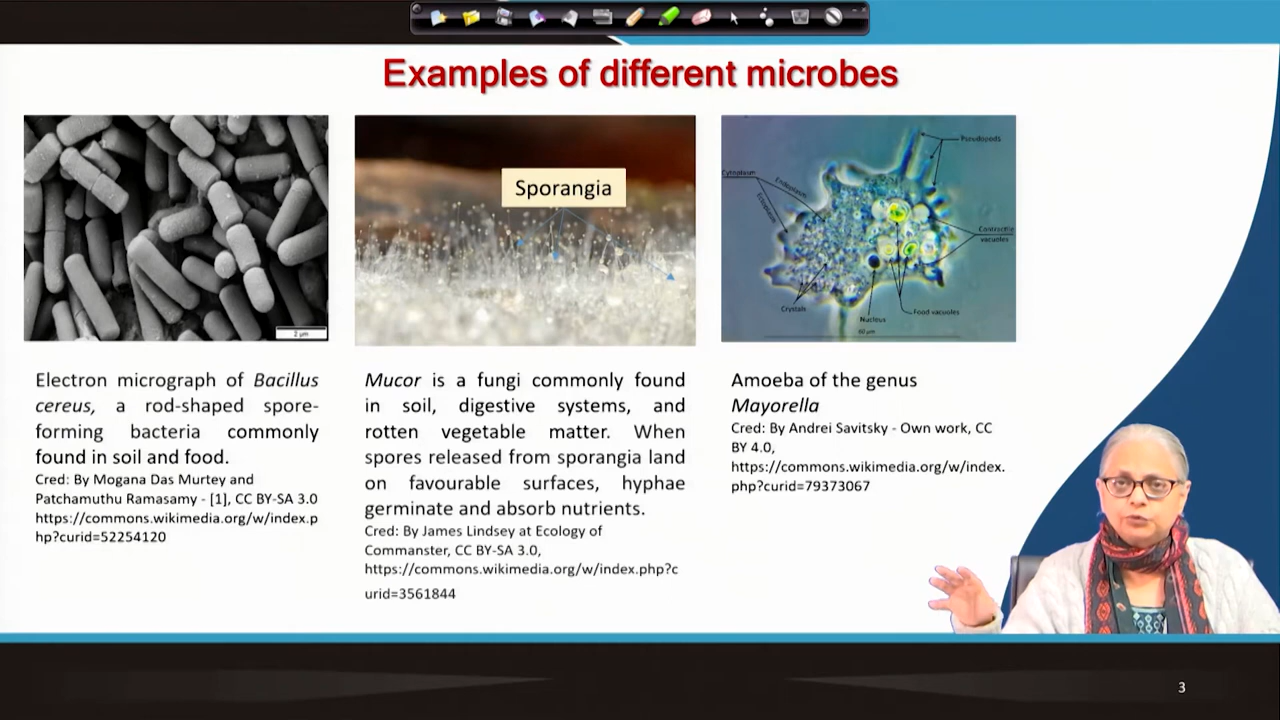 Examples of different microbes
2 µm
Electron micrograph of Bacillus
cereus, a rod-shaped spore-
forming bacteria commonly
found in soil and food.
Cred: By Mogana Das Murtey and
Patchamuthu Ramasamy - [1], CC BY-SA 3.0
https://commons.wikimedia.org/w/index.p
hp?curid=52254120
Sporangia
Mucor is a fungi commonly found
in soil, digestive systems, and
rotten vegetable matter. When
spores released from sporangia land
on favourable surfaces, hyphae
germinate and absorb nutrients.
Cred: By James Lindsey at Ecology of
Commanster, CC BY-SA 3.0,
https://commons.wikimedia.org/w/index.php?c
urid=3561844
Pseudopods
Cytoplasm
Endoplasm
Ectoplasm
Contractile
vacuoles
Crystals
Nucleus
Food vacuoles
60 µm
Amoeba of the genus
Mayorella
Cred: By Andrei Savitsky - Own work, CC
BY 4.0,
https://commons.wikimedia.org/w/index.
php?curid=79373067
3